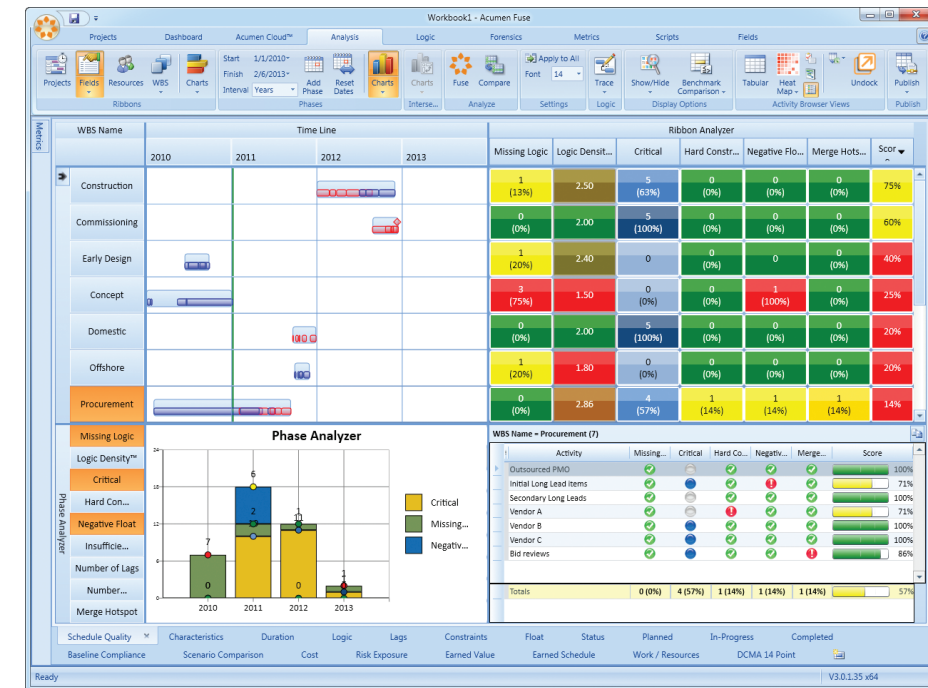 Workbook1 - Acumen Fuse
Projects Dashboard Acumen Cloud™ Analysis Logic Forensics Metrics Scripts Fields
Start 1/1/2010
Finish 2/6/2013
Interval Years
Projects Fields Resources WBS Charts Add Phase Reset Dates Charts Charts Fuse Compare
Apply to All
Font 14
Trace Show/Hide Benchmark Comparison Tabular Heat Map Undock Publish
Ribbons Phases Interse... Analyze Settings Logic Display Options Activity Browser Views Publish
Metrics
WBS Name Time Line Ribbon Analyzer
2010 2011 2012 2013
Missing Logic Logic Densit... Critical Hard Constr... Negative Flo... Merge Hots... Scor
Construction 1 (13%) 2.50 5 (63%) 0 (0%) 0 (0%) 0 (0%) 75%
Commissioning 0 (0%) 2.00 5 (100%) 0 (0%) 0 (0%) 0 (0%) 60%
Early Design 1 (20%) 2.40 0 0 (0%) 0 0 (0%) 40%
Concept 3 (75%) 1.50 0 (0%) 0 (0%) 1 (100%) 0 (0%) 25%
Domestic 0 (0%) 2.00 5 (100%) 0 (0%) 0 (0%) 0 (0%) 20%
Offshore 1 (20%) 1.80 0 (0%) 0 (0%) 0 (0%) 0 (0%) 20%
Procurement 0 (0%) 2.86 4 (57%) 1 (14%) 1 (14%) 1 (14%) 14%
Phase Analyzer
Missing Logic
Logic Density™
Critical
Hard Con...
Negative Float
Insufficie...
Number of Lags
Number...
Merge Hotspot
Phase Analyzer
24
18
12
6
0
7
0
6
2
1
11
0
1
2010 2011 2012 2013
Critical
Missing...
Negativ...
WBS Name = Procurement (7)
Activity Missing... Critical Hard Co... Negativ... Merge... Score
Outsourced PMO 100%
Initial Long Lead items 71%
Secondary Long Leads 100%
Vendor A 71%
Vendor B 100%
Vendor C 100%
Bid reviews 86%
Totals 0 (0%) 4 (57%) 1 (14%) 1 (14%) 1 (14%) 57%
Schedule Quality Characteristics Duration Logic Lags Constraints Float Status Planned In-Progress Completed
Baseline Compliance Scenario Comparison Cost Risk Exposure Earned Value Earned Schedule Work / Resources DCMA 14 Point
Ready V3.0.1.35 x64